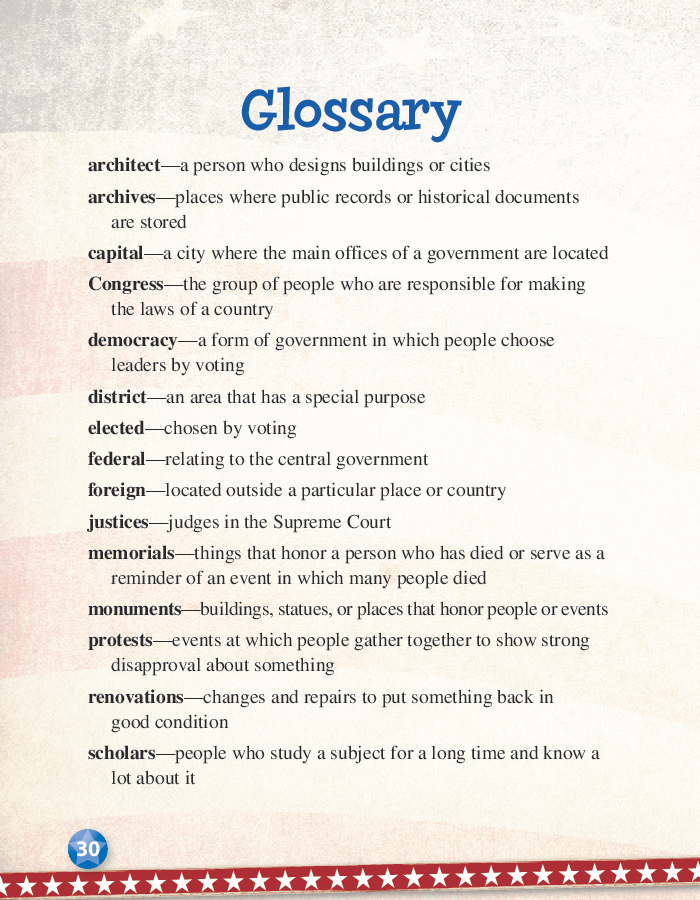 Glossary
architect—a person who designs buildings or cities
archives—places where public records or historical documents
are stored
capital—a city where the main offices of a government are located
Congress—the group of people who are responsible for making
the laws of a country
democracy—a form of government in which people choose
leaders by voting
district—an area that has a special purpose
elected—chosen by voting
federal—relating to the central government
foreign—located outside a particular place or country
justices—judges in the Supreme Court
memorials—things that honor a person who has died or serve as a
reminder of an event in which many people died
monuments—buildings, statues, or places that honor people or events
protests—events at which people gather together to show strong
disapproval about something
renovations—changes and repairs to put something back in
good condition
scholars—people who study a subject for a long time and know a
lot about it
30